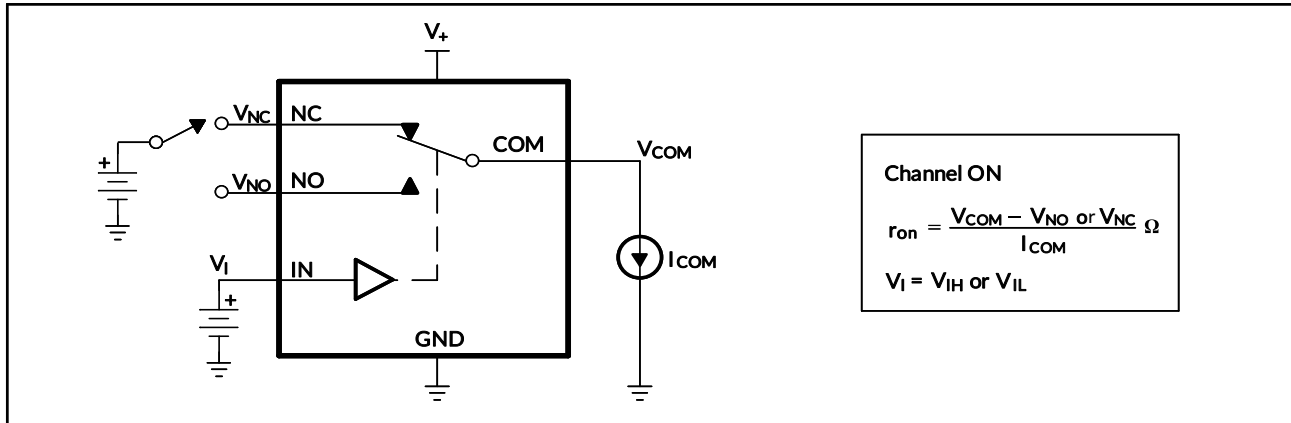 V+
VNC NC
COM
VCOM
VNO NO
VI
IN
+
+
GND
ICOM
Channel ON
ron = VCOM – VNO or VNC / ICOM Ω
VI = VIH or VIL